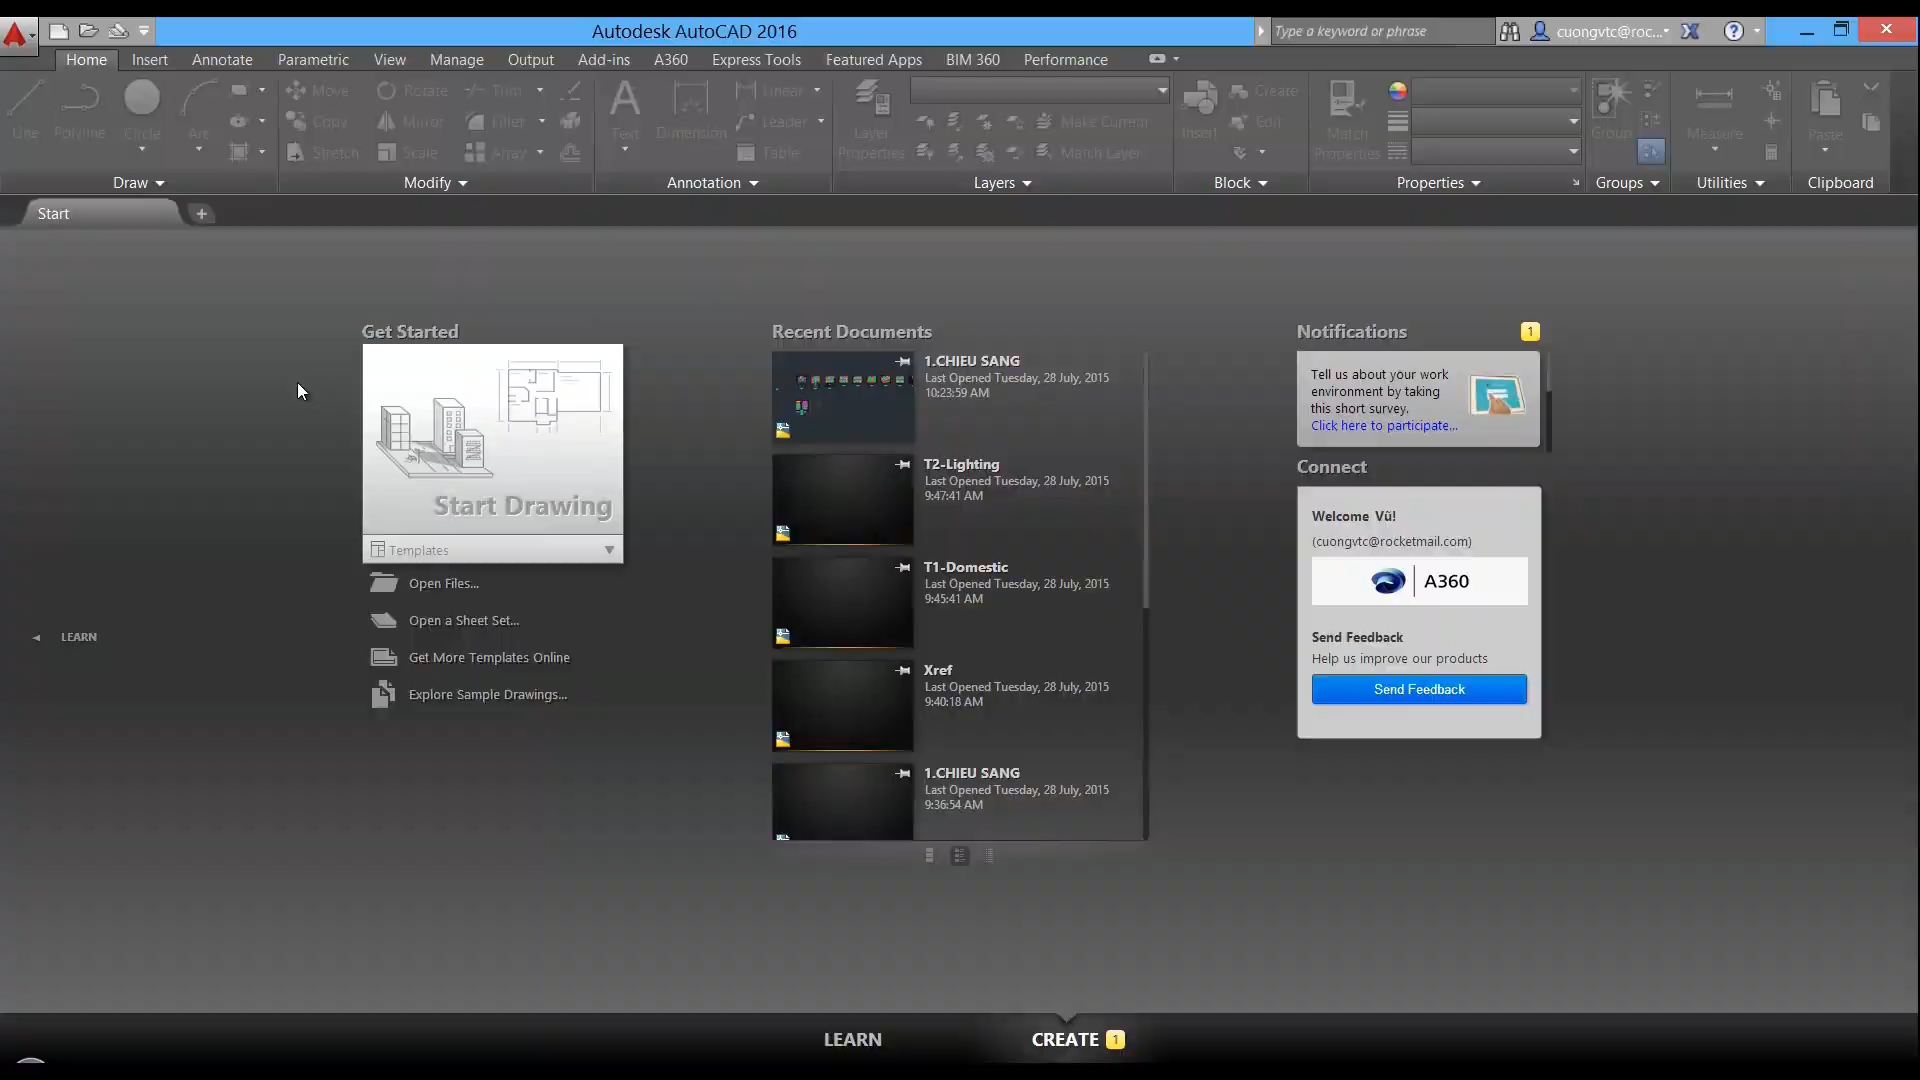 Autodesk AutoCAD 2016
Type a keyword or phrase
cuongvtc@roc...
Home
Insert
Annotate
Parametric
View
Manage
Output
Add-ins
A360
Express Tools
Featured Apps
BIM 360
Performance
Line
Polyline
Circle
Arc
Move
Rotate
Trim
Copy
Mirror
Fillet
Stretch
Scale
Array
Text
Dimension
Linear
Leader
Table
Layer
Properties
Make Current
Match Layer
Insert
Create
Edit
Match
Properties
Group
Measure
Paste
Draw
Modify
Annotation
Layers
Block
Properties
Groups
Utilities
Clipboard
Start
Get Started
Start Drawing
Templates
Open Files...
Open a Sheet Set...
Get More Templates Online
Explore Sample Drawings...
LEARN
Recent Documents
1.CHIEU SANG
Last Opened Tuesday, 28 July, 2015
10:23:59 AM
T2-Lighting
Last Opened Tuesday, 28 July, 2015
9:47:41 AM
T1-Domestic
Last Opened Tuesday, 28 July, 2015
9:45:41 AM
Xref
Last Opened Tuesday, 28 July, 2015
9:40:18 AM
1.CHIEU SANG
Last Opened Tuesday, 28 July, 2015
9:36:54 AM
Notifications
1
Tell us about your work
environment by taking
this short survey.
Click here to participate...
Connect
Welcome Vũ!
(cuongvtc@rocketmail.com)
A360
Send Feedback
Help us improve our products
Send Feedback
LEARN
CREATE 1